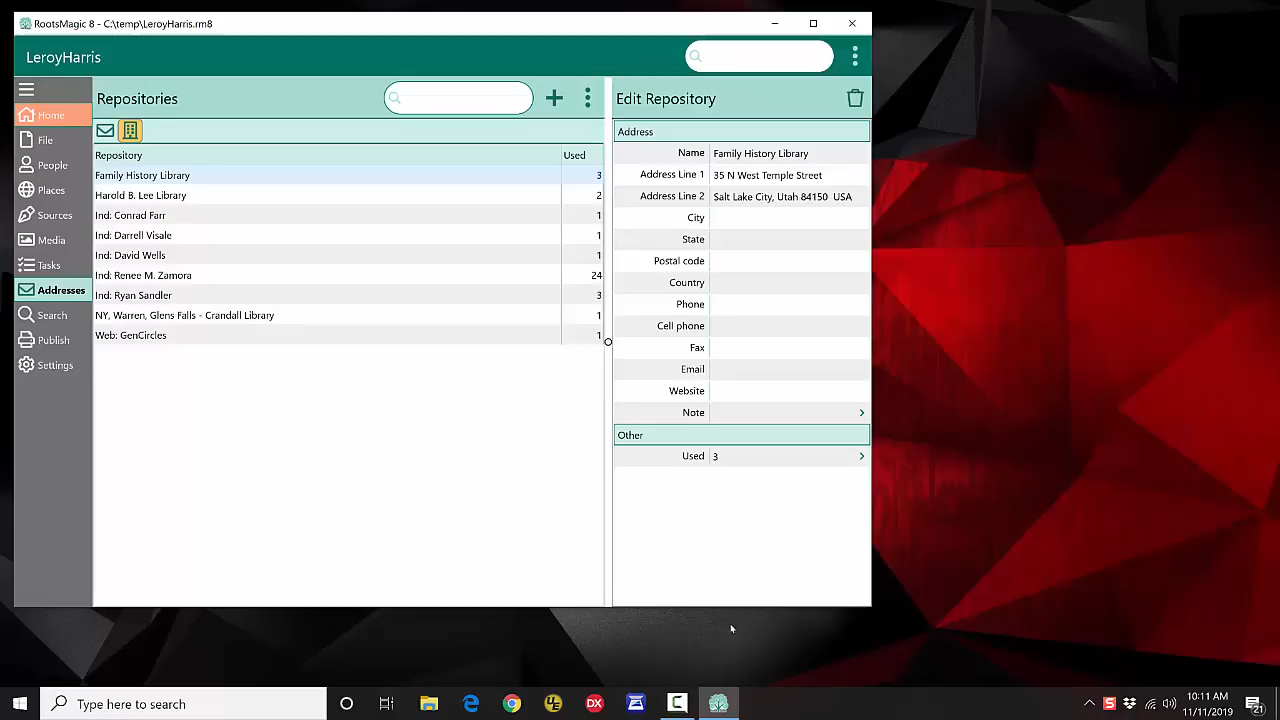 RootsMagic 8 - C:\temp\LeroyHarris.rm8
LeroyHarris
Home
File
People
Places
Sources
Media
Tasks
Addresses
Search
Publish
Settings
Repositories
Repository Used
Family History Library 3
Harold B. Lee Library 2
Ind: Conrad Farr 1
Ind: Darrell Visale 1
Ind: David Wells 1
Ind: Renee M. Zamora 24
Ind: Ryan Sandler 3
NY, Warren, Glens Falls - Crandall Library 1
Web: GenCircles 1
Edit Repository
Address
Name Family History Library
Address Line 1 35 N West Temple Street
Address Line 2 Salt Lake City, Utah 84150 USA
City
State
Postal code
Country
Phone
Cell phone
Fax
Email
Website
Note
Other
Used 3
Type here to search
UE
DX
C
S
10:11 AM
11/11/2019
21